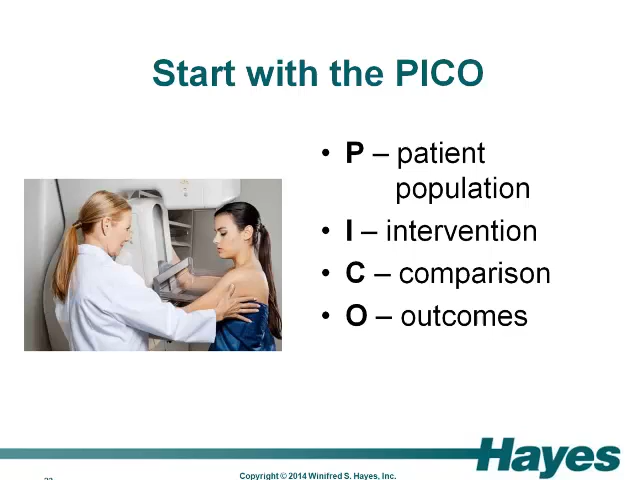 Start with the PICO
• P – patient
population
• I – intervention
• C – comparison
• O – outcomes
Hayes
Copyright © 2014 Winifred S. Hayes, Inc.